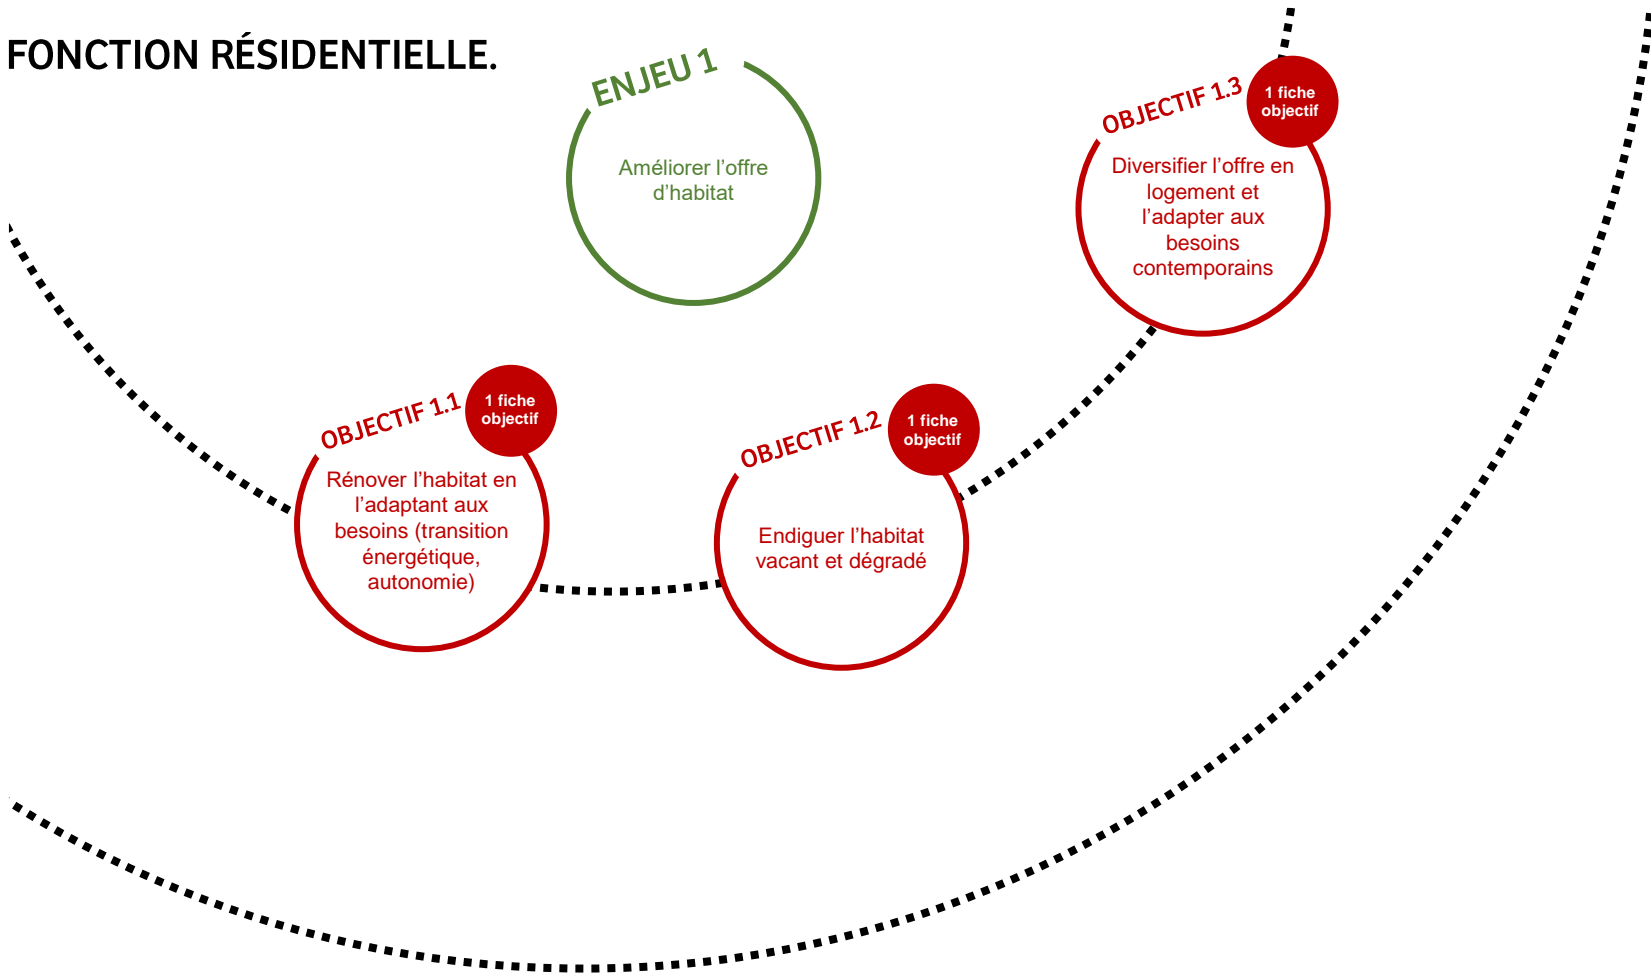 FONCTION RÉSIDENTIELLE.
ENJEU 1
Améliorer l’offre
d’habitat
OBJECTIF 1.1
1 fiche
objectif
Rénover l’habitat en
l’adaptant aux
besoins (transition
énergétique,
autonomie)
OBJECTIF 1.2
1 fiche
objectif
Endiguer l’habitat
vacant et dégradé
OBJECTIF 1.3
1 fiche
objectif
Diversifier l’offre en
logement et
l’adapter aux
besoins
contemporains